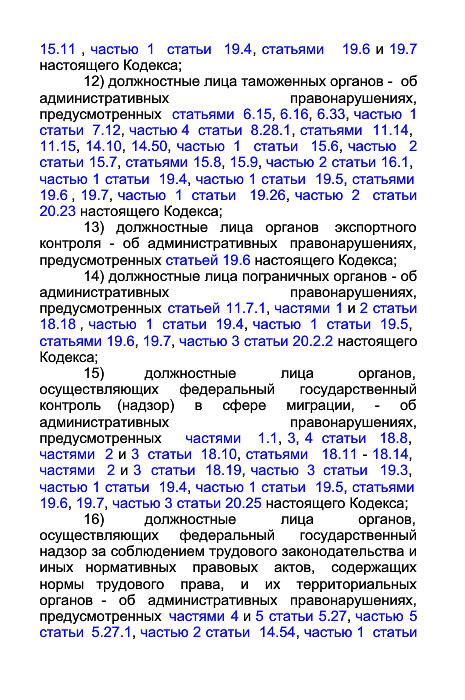 15.11 , частью 1 статьи 19.4, статьями 19.6 и 19.7
настоящего Кодекса;
12) должностные лица таможенных органов - об
административных правонарушениях,
предусмотренных статьями 6.15, 6.16, 6.33, частью 1
статьи 7.12, частью 4 статьи 8.28.1, статьями 11.14,
11.15, 14.10, 14.50, частью 1 статьи 15.6, частью 2
статьи 15.7, статьями 15.8, 15.9, частью 2 статьи 16.1,
частью 1 статьи 19.4, частью 1 статьи 19.5, статьями
19.6 , 19.7, частью 1 статьи 19.26, частью 2 статьи
20.23 настоящего Кодекса;
13) должностные лица органов экспортного
контроля - об административных правонарушениях,
предусмотренных статьей 19.6 настоящего Кодекса;
14) должностные лица пограничных органов - об
административных правонарушениях,
предусмотренных статьей 11.7.1, частями 1 и 2 статьи
18.18 , частью 1 статьи 19.4, частью 1 статьи 19.5,
статьями 19.6, 19.7, частью 3 статьи 20.2.2 настоящего
Кодекса;
15) должностные лица органов,
осуществляющих федеральный государственный
контроль (надзор) в сфере миграции, - об
административных правонарушениях,
предусмотренных частями 1.1, 3, 4 статьи 18.8,
частями 2 и 3 статьи 18.10, статьями 18.11 - 18.14,
частями 2 и 3 статьи 18.19, частью 3 статьи 19.3,
частью 1 статьи 19.4, частью 1 статьи 19.5, статьями
19.6, 19.7, частью 3 статьи 20.25 настоящего Кодекса;
16) должностные лица органов,
осуществляющих федеральный государственный
надзор за соблюдением трудового законодательства и
иных нормативных правовых актов, содержащих
нормы трудового права, и их территориальных
органов - об административных правонарушениях,
предусмотренных частями 4 и 5 статьи 5.27, частью 5
статьи 5.27.1, частью 2 статьи 14.54, частью 1 статьи